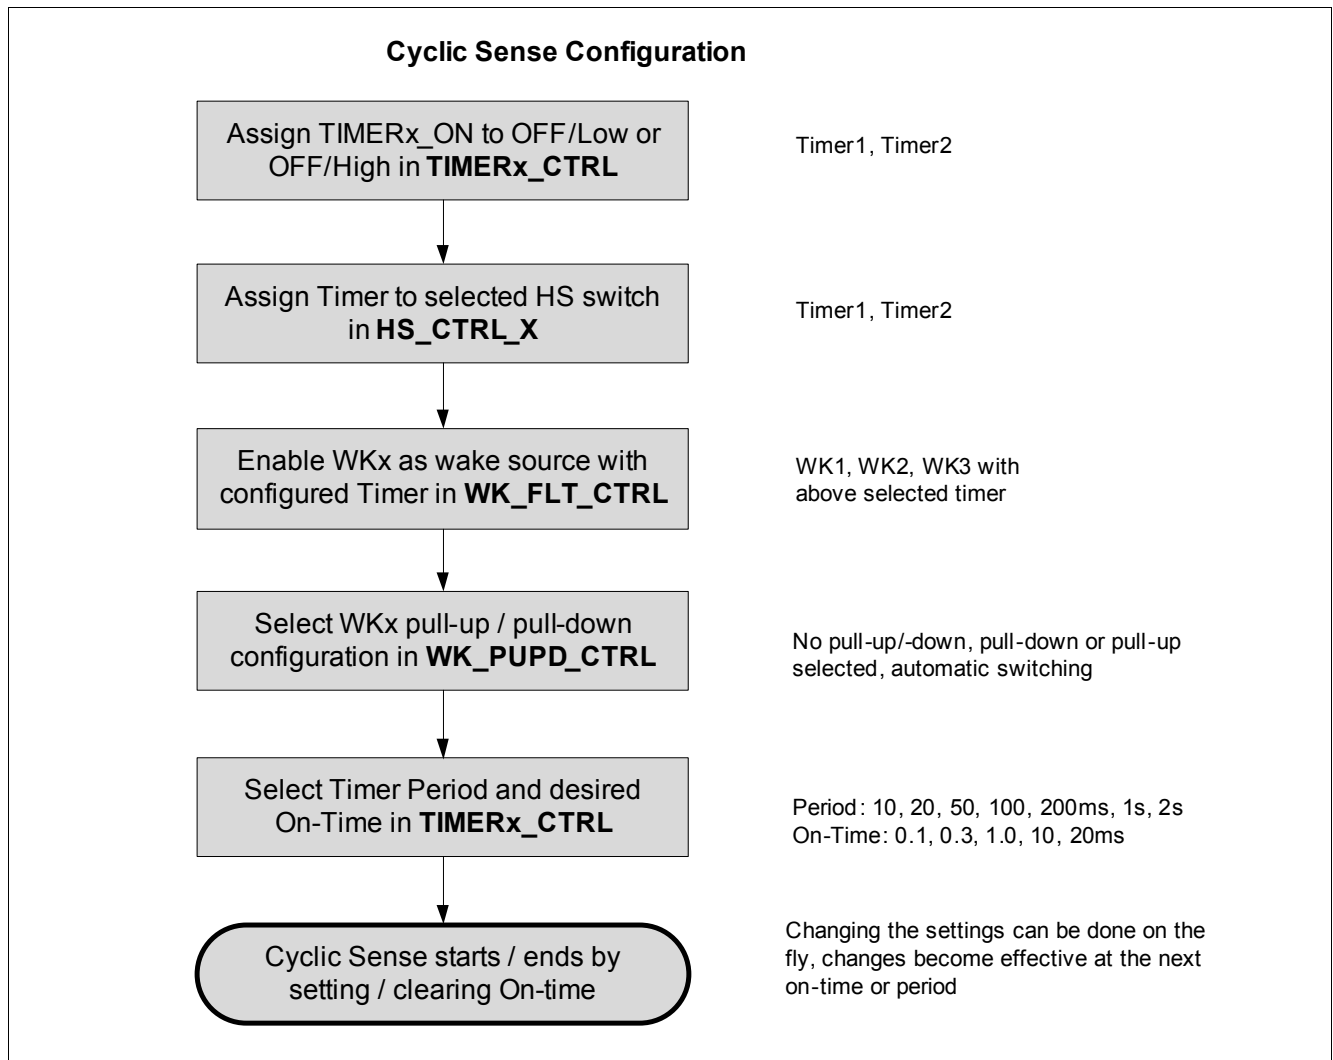 Cyclic Sense Configuration
Assign TIMERx_ON to OFF/Low or
OFF/High in TIMERx_CTRL
Timer1, Timer2
Assign Timer to selected HS switch
in HS_CTRL_X
Timer1, Timer2
Enable WKx as wake source with
configured Timer in WK_FLT_CTRL
WK1, WK2, WK3 with
above selected timer
Select WKx pull-up / pull-down
configuration in WK_PUPD_CTRL
No pull-up/-down, pull-down or pull-up
selected, automatic switching
Select Timer Period and desired
On-Time in TIMERx_CTRL
Period: 10, 20, 50, 100, 200ms, 1s, 2s
On-Time: 0.1, 0.3, 1.0, 10, 20ms
Cyclic Sense starts / ends by
setting / clearing On-time
Changing the settings can be done on the
fly, changes become effective at the next
on-time or period